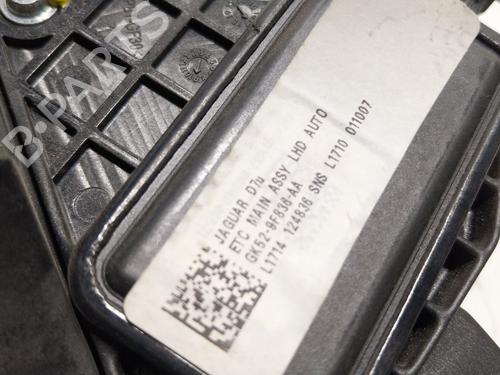 JAGUAR D7u
ETC MAIN ASSY LHD AUTO
GK52-9F836-AA
L1714 124836 SNS L1710 011007
B-PARTS